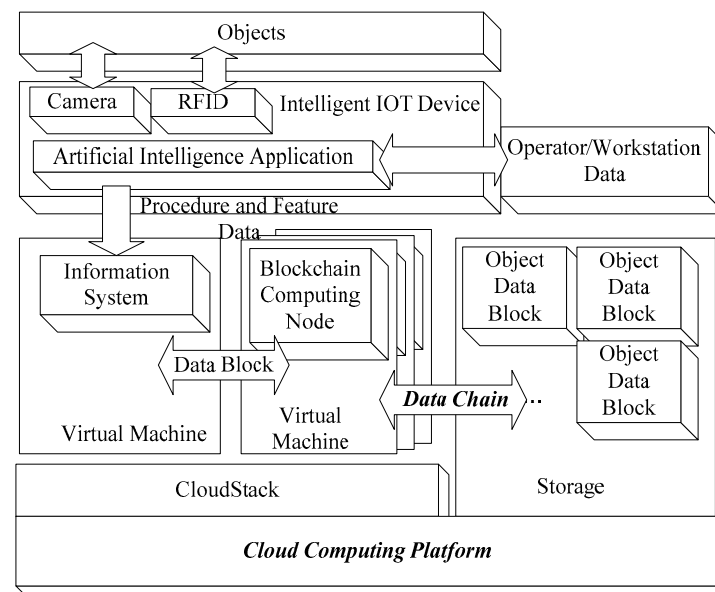 Objects
Camera
RFID
Intelligent IOT Device
Artificial Intelligence Application
Operator/Workstation
Data
Procedure and Feature
Data
Information
System
Blockchain
Computing
Node
Object
Data
Block
Object
Data
Block
Object
Data
Block
Data Block
Data Chain
..
Virtual Machine
Virtual
Machine
CloudStack
Storage
Cloud Computing Platform